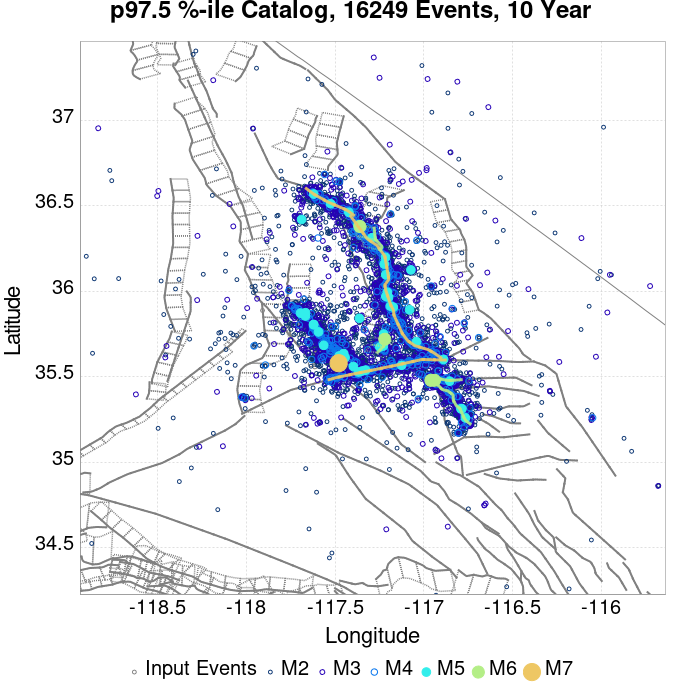 p97.5 %-ile Catalog, 16249 Events, 10 Year
37
36.5
36
35.5
35
34.5
Latitude
-118.5 -118 -117.5 -117 -116.5 -116
Longitude
Input Events M2 M3 M4 M5 M6 M7